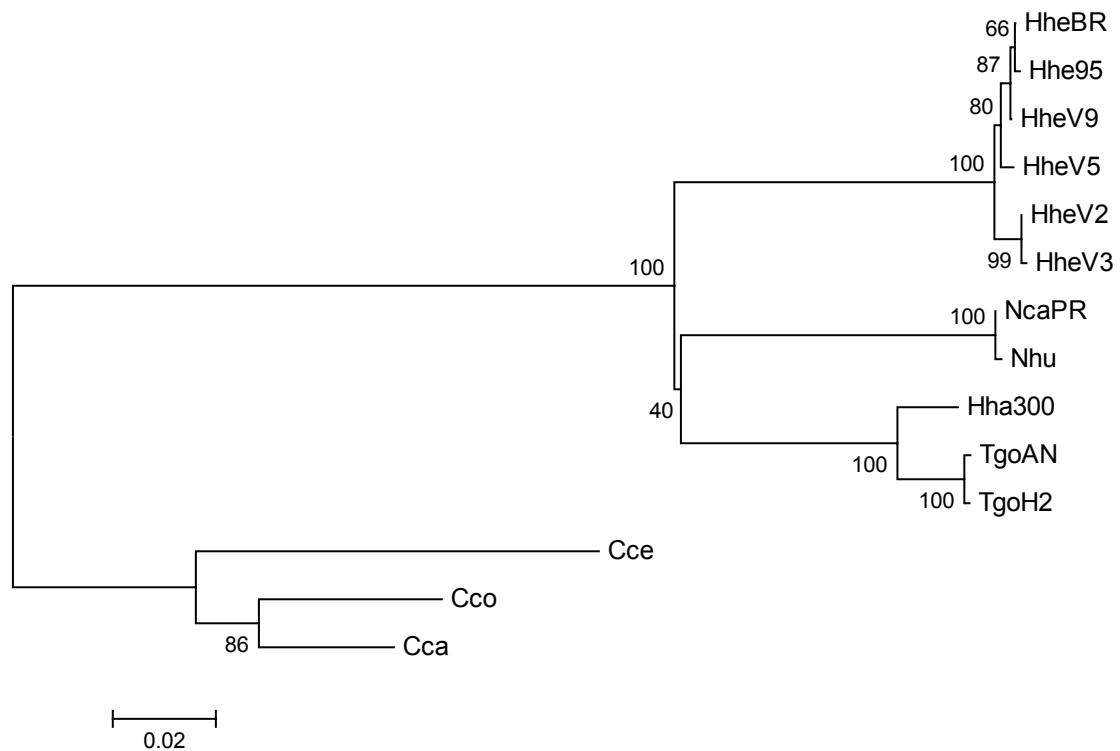 66
HheBR
87
Hhe95
80
HheV9
100
HheV5
HheV2
99
HheV3
100
100
NcaPR
Nhu
40
Hha300
100
TgoAN
100
TgoH2
Cce
Cco
86
Cca
0.02